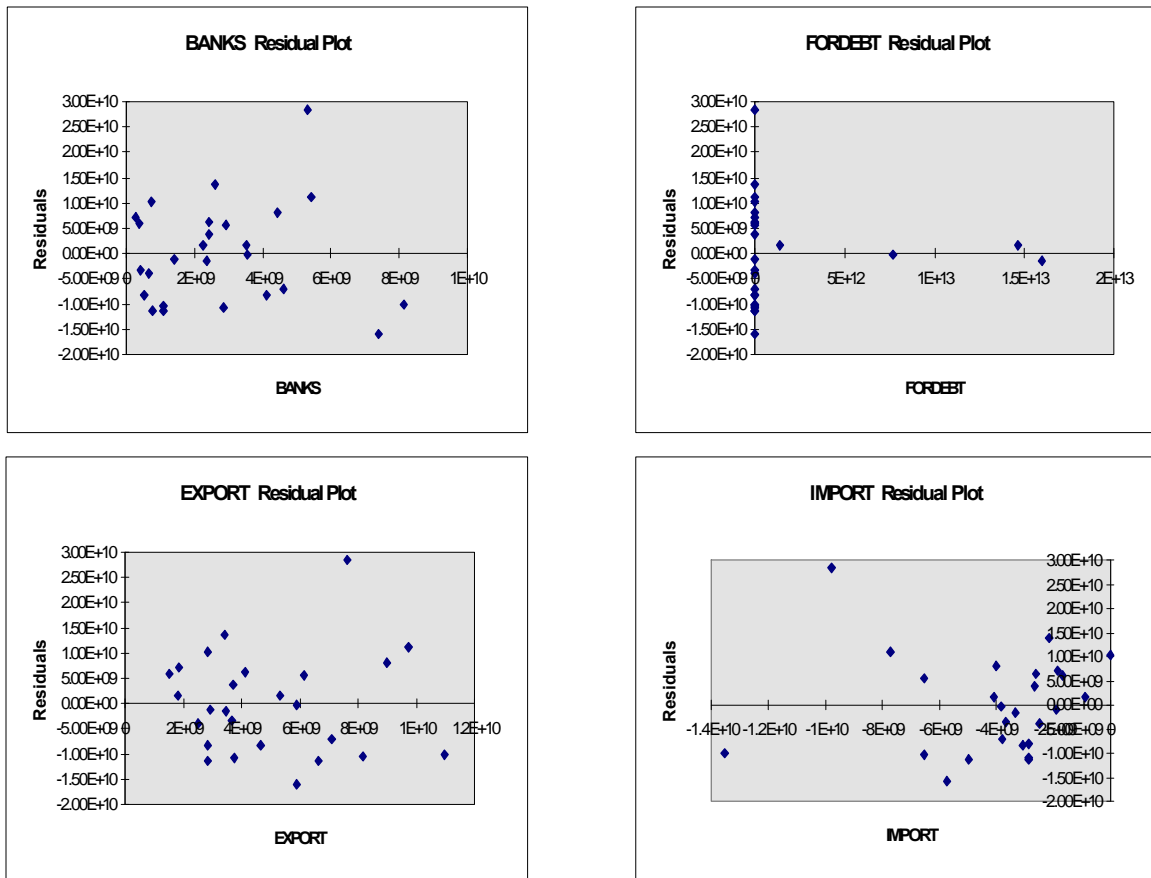 BANKS Residual Plot
3.00E+10
2.50E+10
2.00E+10
1.50E+10
1.00E+10
5.00E+09
0.00E+00
-5.00E+09
-1.00E+10
-1.50E+10
-2.00E+10
0 2E+09 4E+09 6E+09 8E+09 1E+10
Residuals
BANKS
FORDEBT Residual Plot
3.00E+10
2.50E+10
2.00E+10
1.50E+10
1.00E+10
5.00E+09
0.00E+00
-5.00E+09
-1.00E+10
-1.50E+10
-2.00E+10
0 5E+12 1E+13 1.5E+13 2E+13
Residuals
FORDEBT
EXPORT Residual Plot
3.00E+10
2.50E+10
2.00E+10
1.50E+10
1.00E+10
5.00E+09
0.00E+00
-5.00E+09
-1.00E+10
-1.50E+10
-2.00E+10
0 2E+09 4E+09 6E+09 8E+09 1E+10 1.2E+10
Residuals
EXPORT
IMPORT Residual Plot
3.00E+10
2.50E+10
2.00E+10
1.50E+10
1.00E+10
5.00E+09
0.00E+00
-5.00E+09
-1.00E+10
-1.50E+10
-2.00E+10
-1.4E+10 -1.2E+10 -1E+10 -8E+09 -6E+09 -4E+09 -2E+09 0
Residuals
IMPORT